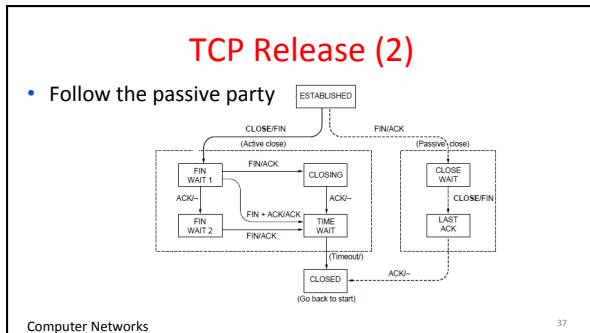 TCP Release (2)
• Follow the passive party
ESTABLISHED
CLOSE/FIN
FIN/ACK
(Active close)
(Passive close)
FIN/ACK
FIN
WAIT 1
CLOSING
CLOSE
WAIT
ACK/–
ACK/–
CLOSE/FIN
FIN + ACK/ACK
FIN
WAIT 2
TIME
WAIT
LAST
ACK
FIN/ACK
(Timeout/)
CLOSED
ACK/–
(Go back to start)
Computer Networks
37